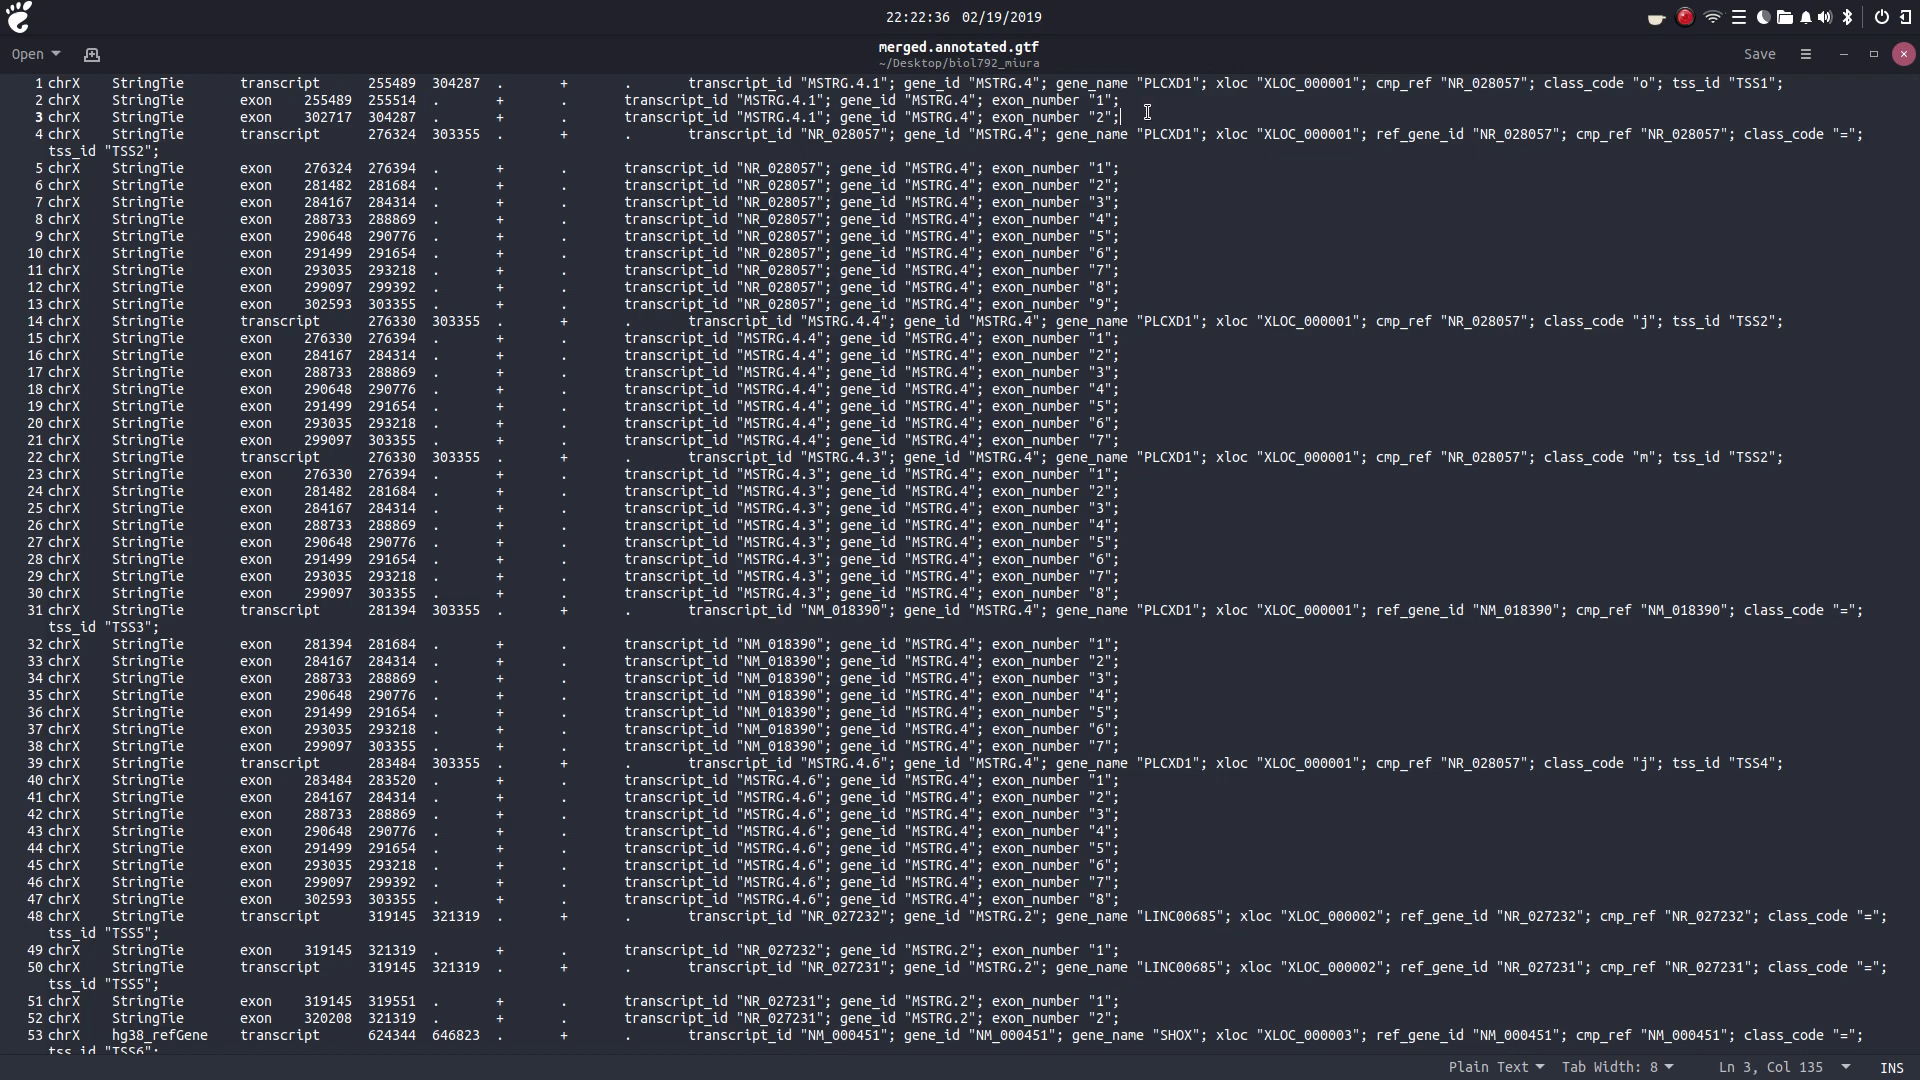 22:22:36 02/19/2019
Open
merged.annotated.gtf
~/Desktop/biol792_miura
Save
1 chrX StringTie transcript 255489 304287 . + . transcript_id "MSTRG.4.1"; gene_id "MSTRG.4"; gene_name "PLCXD1"; xloc "XLOC_000001"; cmp_ref "NR_028057"; class_code "o"; tss_id "TSS1";
2 chrX StringTie exon 255489 255514 . + . transcript_id "MSTRG.4.1"; gene_id "MSTRG.4"; exon_number "1";
3 chrX StringTie exon 302717 304287 . + . transcript_id "MSTRG.4.1"; gene_id "MSTRG.4"; exon_number "2";
4 chrX StringTie transcript 276324 303355 . + . transcript_id "NR_028057"; gene_id "MSTRG.4"; gene_name "PLCXD1"; xloc "XLOC_000001"; ref_gene_id "NR_028057"; cmp_ref "NR_028057"; class_code "=";
tss_id "TSS2";
5 chrX StringTie exon 276324 276394 . + . transcript_id "NR_028057"; gene_id "MSTRG.4"; exon_number "1";
6 chrX StringTie exon 281482 281684 . + . transcript_id "NR_028057"; gene_id "MSTRG.4"; exon_number "2";
7 chrX StringTie exon 284167 284314 . + . transcript_id "NR_028057"; gene_id "MSTRG.4"; exon_number "3";
8 chrX StringTie exon 288733 288869 . + . transcript_id "NR_028057"; gene_id "MSTRG.4"; exon_number "4";
9 chrX StringTie exon 290648 290776 . + . transcript_id "NR_028057"; gene_id "MSTRG.4"; exon_number "5";
10 chrX StringTie exon 291499 291654 . + . transcript_id "NR_028057"; gene_id "MSTRG.4"; exon_number "6";
11 chrX StringTie exon 293035 293218 . + . transcript_id "NR_028057"; gene_id "MSTRG.4"; exon_number "7";
12 chrX StringTie exon 299097 299392 . + . transcript_id "NR_028057"; gene_id "MSTRG.4"; exon_number "8";
13 chrX StringTie exon 302593 303355 . + . transcript_id "NR_028057"; gene_id "MSTRG.4"; exon_number "9";
14 chrX StringTie transcript 276330 303355 . + . transcript_id "MSTRG.4.4"; gene_id "MSTRG.4"; gene_name "PLCXD1"; xloc "XLOC_000001"; cmp_ref "NR_028057"; class_code "j"; tss_id "TSS2";
15 chrX StringTie exon 276330 276394 . + . transcript_id "MSTRG.4.4"; gene_id "MSTRG.4"; exon_number "1";
16 chrX StringTie exon 284167 284314 . + . transcript_id "MSTRG.4.4"; gene_id "MSTRG.4"; exon_number "2";
17 chrX StringTie exon 288733 288869 . + . transcript_id "MSTRG.4.4"; gene_id "MSTRG.4"; exon_number "3";
18 chrX StringTie exon 290648 290776 . + . transcript_id "MSTRG.4.4"; gene_id "MSTRG.4"; exon_number "4";
19 chrX StringTie exon 291499 291654 . + . transcript_id "MSTRG.4.4"; gene_id "MSTRG.4"; exon_number "5";
20 chrX StringTie exon 293035 293218 . + . transcript_id "MSTRG.4.4"; gene_id "MSTRG.4"; exon_number "6";
21 chrX StringTie exon 299097 303355 . + . transcript_id "MSTRG.4.4"; gene_id "MSTRG.4"; exon_number "7";
22 chrX StringTie transcript 276330 303355 . + . transcript_id "MSTRG.4.3"; gene_id "MSTRG.4"; gene_name "PLCXD1"; xloc "XLOC_000001"; cmp_ref "NR_028057"; class_code "m"; tss_id "TSS2";
23 chrX StringTie exon 276330 276394 . + . transcript_id "MSTRG.4.3"; gene_id "MSTRG.4"; exon_number "1";
24 chrX StringTie exon 281482 281684 . + . transcript_id "MSTRG.4.3"; gene_id "MSTRG.4"; exon_number "2";
25 chrX StringTie exon 284167 284314 . + . transcript_id "MSTRG.4.3"; gene_id "MSTRG.4"; exon_number "3";
26 chrX StringTie exon 288733 288869 . + . transcript_id "MSTRG.4.3"; gene_id "MSTRG.4"; exon_number "4";
27 chrX StringTie exon 290648 290776 . + . transcript_id "MSTRG.4.3"; gene_id "MSTRG.4"; exon_number "5";
28 chrX StringTie exon 291499 291654 . + . transcript_id "MSTRG.4.3"; gene_id "MSTRG.4"; exon_number "6";
29 chrX StringTie exon 293035 293218 . + . transcript_id "MSTRG.4.3"; gene_id "MSTRG.4"; exon_number "7";
30 chrX StringTie exon 299097 303355 . + . transcript_id "MSTRG.4.3"; gene_id "MSTRG.4"; exon_number "8";
31 chrX StringTie transcript 281394 303355 . + . transcript_id "NM_018390"; gene_id "MSTRG.4"; gene_name "PLCXD1"; xloc "XLOC_000001"; ref_gene_id "NM_018390"; cmp_ref "NM_018390"; class_code "=";
tss_id "TSS3";
32 chrX StringTie exon 281394 281684 . + . transcript_id "NM_018390"; gene_id "MSTRG.4"; exon_number "1";
33 chrX StringTie exon 284167 284314 . + . transcript_id "NM_018390"; gene_id "MSTRG.4"; exon_number "2";
34 chrX StringTie exon 288733 288869 . + . transcript_id "NM_018390"; gene_id "MSTRG.4"; exon_number "3";
35 chrX StringTie exon 290648 290776 . + . transcript_id "NM_018390"; gene_id "MSTRG.4"; exon_number "4";
36 chrX StringTie exon 291499 291654 . + . transcript_id "NM_018390"; gene_id "MSTRG.4"; exon_number "5";
37 chrX StringTie exon 293035 293218 . + . transcript_id "NM_018390"; gene_id "MSTRG.4"; exon_number "6";
38 chrX StringTie exon 299097 303355 . + . transcript_id "NM_018390"; gene_id "MSTRG.4"; exon_number "7";
39 chrX StringTie transcript 283484 303355 . + . transcript_id "MSTRG.4.6"; gene_id "MSTRG.4"; gene_name "PLCXD1"; xloc "XLOC_000001"; cmp_ref "NR_028057"; class_code "j"; tss_id "TSS4";
40 chrX StringTie exon 283484 283520 . + . transcript_id "MSTRG.4.6"; gene_id "MSTRG.4"; exon_number "1";
41 chrX StringTie exon 284167 284314 . + . transcript_id "MSTRG.4.6"; gene_id "MSTRG.4"; exon_number "2";
42 chrX StringTie exon 288733 288869 . + . transcript_id "MSTRG.4.6"; gene_id "MSTRG.4"; exon_number "3";
43 chrX StringTie exon 290648 290776 . + . transcript_id "MSTRG.4.6"; gene_id "MSTRG.4"; exon_number "4";
44 chrX StringTie exon 291499 291654 . + . transcript_id "MSTRG.4.6"; gene_id "MSTRG.4"; exon_number "5";
45 chrX StringTie exon 293035 293218 . + . transcript_id "MSTRG.4.6"; gene_id "MSTRG.4"; exon_number "6";
46 chrX StringTie exon 299097 299392 . + . transcript_id "MSTRG.4.6"; gene_id "MSTRG.4"; exon_number "7";
47 chrX StringTie exon 302593 303355 . + . transcript_id "MSTRG.4.6"; gene_id "MSTRG.4"; exon_number "8";
48 chrX StringTie transcript 319145 321319 . + . transcript_id "NR_027232"; gene_id "MSTRG.2"; gene_name "LINC00685"; xloc "XLOC_000002"; ref_gene_id "NR_027232"; cmp_ref "NR_027232"; class_code "=";
tss_id "TSS5";
49 chrX StringTie exon 319145 321319 . + . transcript_id "NR_027232"; gene_id "MSTRG.2"; exon_number "1";
50 chrX StringTie transcript 319145 321319 . + . transcript_id "NR_027231"; gene_id "MSTRG.2"; gene_name "LINC00685"; xloc "XLOC_000002"; ref_gene_id "NR_027231"; cmp_ref "NR_027231"; class_code "=";
tss_id "TSS5";
51 chrX StringTie exon 319145 319551 . + . transcript_id "NR_027231"; gene_id "MSTRG.2"; exon_number "1";
52 chrX StringTie exon 320208 321319 . + . transcript_id "NR_027231"; gene_id "MSTRG.2"; exon_number "2";
53 chrX hg38_refGene transcript 624344 646823 . + . transcript_id "NM_000451"; gene_id "NM_000451"; gene_name "SHOX"; xloc "XLOC_000003"; ref_gene_id "NM_000451"; cmp_ref "NM_000451"; class_code "=";
tss_id "TSS6";
Plain Text Tab Width: 8 Ln 3, Col 135 INS